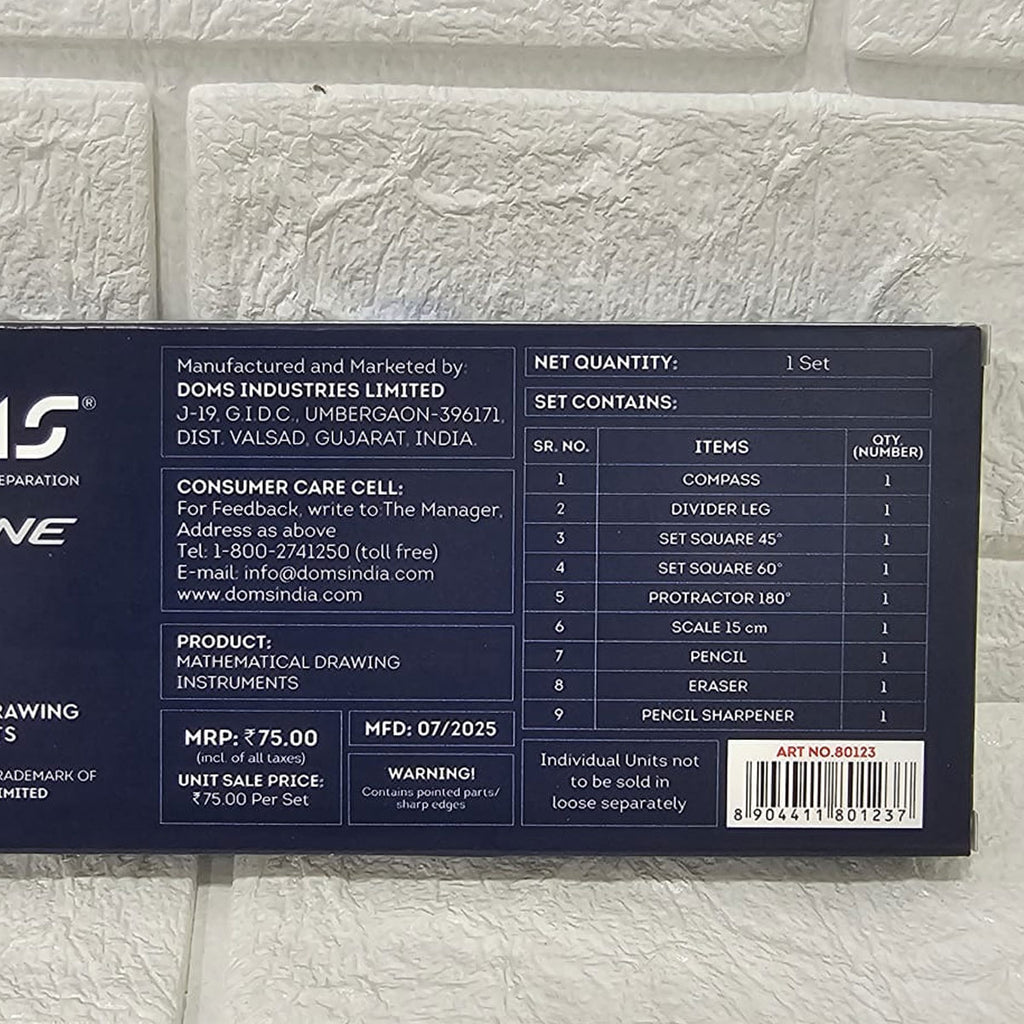 ®
EPARATION
NE
RAWING
TS
RADEMARK OF
IMITED
Manufactured and Marketed by:
DOMS INDUSTRIES LIMITED
J-19, G.I.D.C., UMBERGAON-396171,
DIST. VALSAD, GUJARAT, INDIA.
CONSUMER CARE CELL:
For Feedback, write to:The Manager,
Address as above
Tel: 1-800-2741250 (toll free)
E-mail: info@domsindia.com
www.domsindia.com
PRODUCT:
MATHEMATICAL DRAWING
INSTRUMENTS
MRP: ₹75.00
(incl. of all taxes)
UNIT SALE PRICE:
₹75.00 Per Set
MFD: 07/2025
WARNING!
Contains pointed parts/
sharp edges
NET QUANTITY: 1 Set
SET CONTAINS:
SR. NO. ITEMS QTY. (NUMBER)
1 COMPASS 1
2 DIVIDER LEG 1
3 SET SQUARE 45° 1
4 SET SQUARE 60° 1
5 PROTRACTOR 180° 1
6 SCALE 15 cm 1
7 PENCIL 1
8 ERASER 1
9 PENCIL SHARPENER 1
Individual Units not
to be sold in
loose separately
ART NO.80123
8 904411 801237